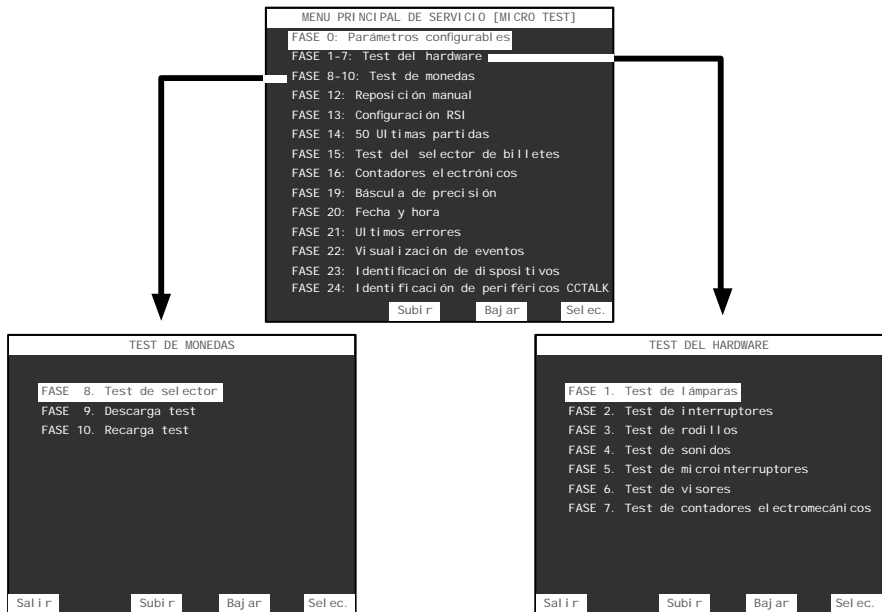 MENU PRINCIPAL DE SERVICIO [MICRO TEST]
FASE 0: Parámetros configurables
FASE 1-7: Test del hardware
FASE 8-10: Test de monedas
FASE 12: Reposición manual
FASE 13: Configuración RSI
FASE 14: 50 Ultimas partidas
FASE 15: Test del selector de billetes
FASE 16: Contadores electrónicos
FASE 19: Báscula de precisión
FASE 20: Fecha y hora
FASE 21: Ultimos errores
FASE 22: Visualización de eventos
FASE 23: Identificación de dispositivos
FASE 24: Identificación de periféricos CCTALK
Subir Bajar Selec.
TEST DE MONEDAS
FASE 8. Test de selector
FASE 9. Descarga test
FASE 10. Recarga test
Salir Subir Bajar Selec.
TEST DEL HARDWARE
FASE 1. Test de lámparas
FASE 2. Test de interruptores
FASE 3. Test de rodillos
FASE 4. Test de sonidos
FASE 5. Test de microinterruptores
FASE 6. Test de visores
FASE 7. Test de contadores electromecánicos
Salir Subir Bajar Selec.